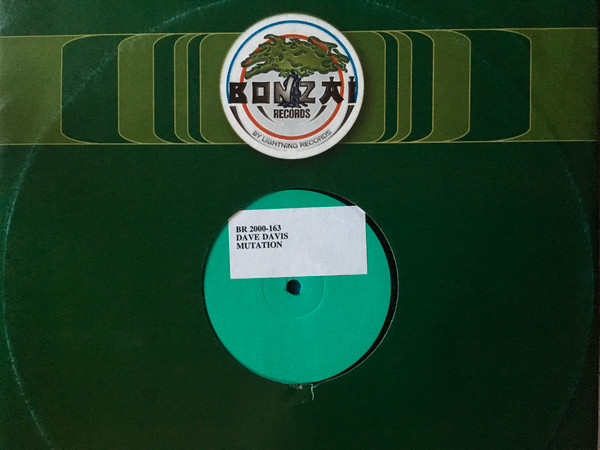 BONZAI
RECORDS
BY LIGHTNING RECORDS
BR 2000-163
DAVE DAVIS
MUTATION